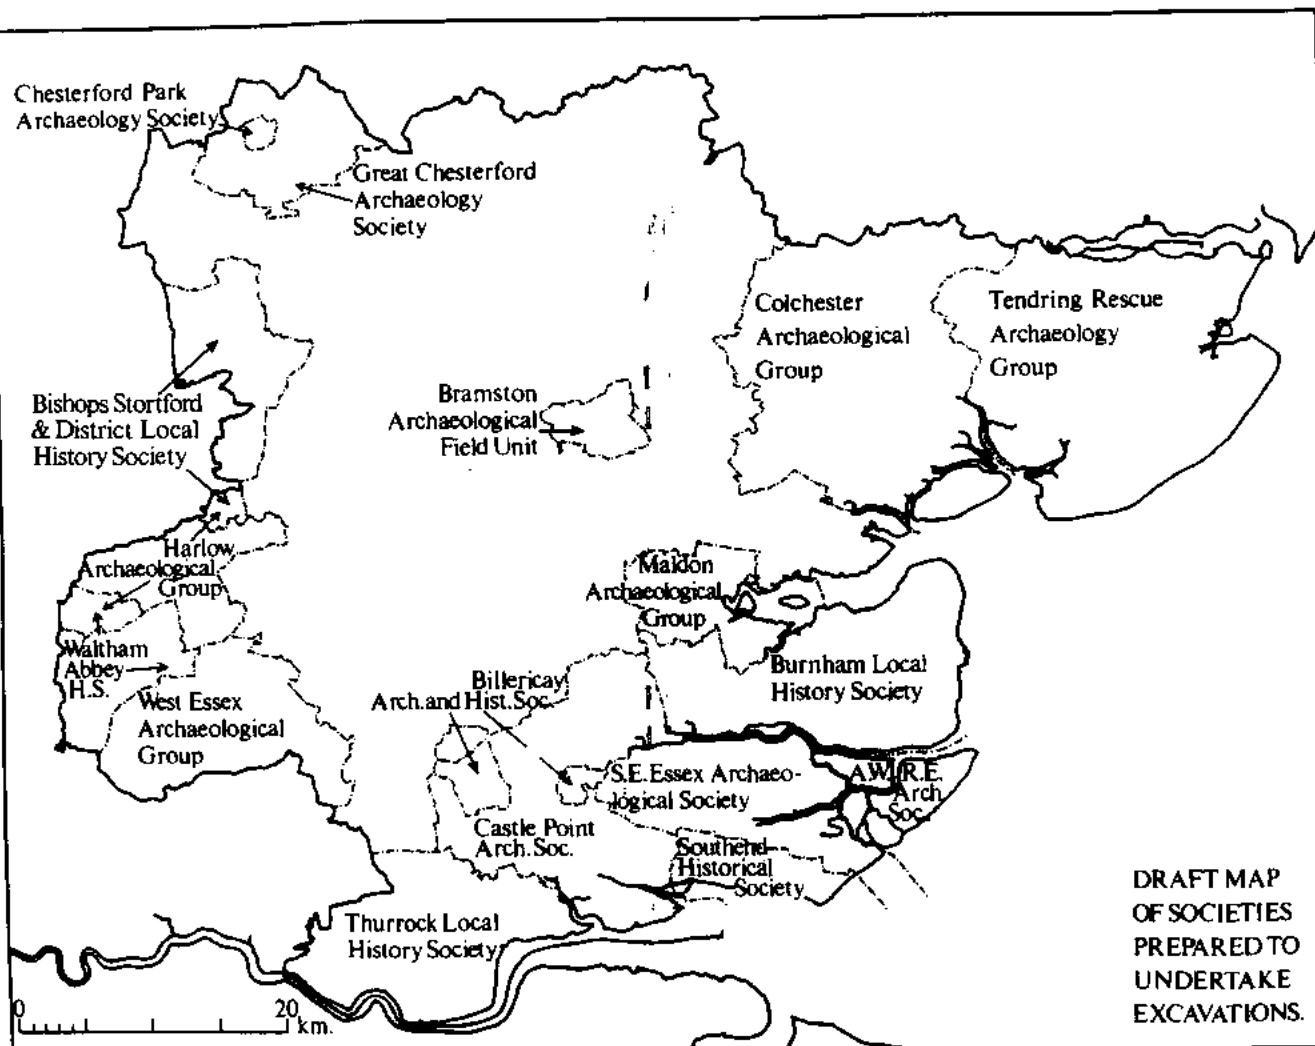 Chesterford Park
Archaeology Society
Great Chesterford
Archaeology
Society
Colchester
Archaeological
Group
Tendring Rescue
Archaeology
Group
Bishops Stortford
& District Local
History Society
Bramston
Archaeological
Field Unit
Harlow
Archaeological
Group
Maldon
Archaeological
Group
Waltham
Abbey
H.S.
West Essex
Archaeological
Group
Billericay
Arch. and Hist. Soc.
Burnham Local
History Society
S.E. Essex Archaeo-
logical Society
A.W.R.E.
Arch.
Soc.
Castle Point
Arch. Soc.
Southend
Historical
Society
Thurrock Local
History Society
DRAFT MAP
OF SOCIETIES
PREPARED TO
UNDERTAKE
EXCAVATIONS.
0 20
km.